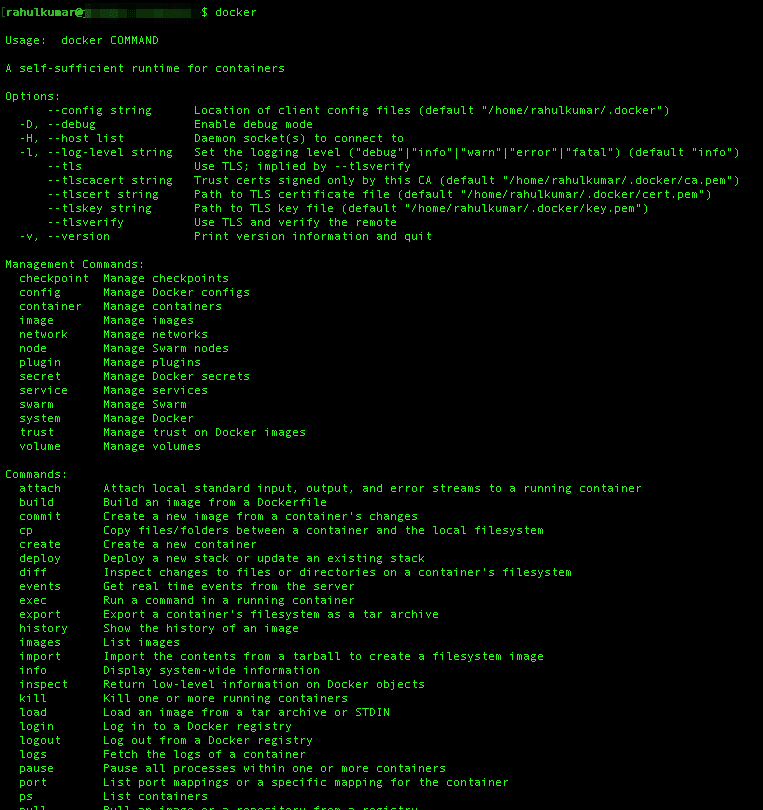 [rahulkumar@ $ docker
Usage:  docker COMMAND
A self-sufficient runtime for containers
Options:
      --config string      Location of client config files (default "/home/rahulkumar/.docker")
  -D, --debug              Enable debug mode
  -H, --host list          Daemon socket(s) to connect to
  -l, --log-level string   Set the logging level ("debug"|"info"|"warn"|"error"|"fatal") (default "info")
      --tls                Use TLS; implied by --tlsverify
      --tlscacert string   Trust certs signed only by this CA (default "/home/rahulkumar/.docker/ca.pem")
      --tlscert string     Path to TLS certificate file (default "/home/rahulkumar/.docker/cert.pem")
      --tlskey string      Path to TLS key file (default "/home/rahulkumar/.docker/key.pem")
      --tlsverify          Use TLS and verify the remote
  -v, --version            Print version information and quit
Management Commands:
  checkpoint  Manage checkpoints
  config      Manage Docker configs
  container   Manage containers
  image       Manage images
  network     Manage networks
  node        Manage Swarm nodes
  plugin      Manage plugins
  secret      Manage Docker secrets
  service     Manage services
  swarm       Manage Swarm
  system      Manage Docker
  trust       Manage trust on Docker images
  volume      Manage volumes
Commands:
  attach      Attach local standard input, output, and error streams to a running container
  build       Build an image from a Dockerfile
  commit      Create a new image from a container's changes
  cp          Copy files/folders between a container and the local filesystem
  create      Create a new container
  deploy      Deploy a new stack or update an existing stack
  diff        Inspect changes to files or directories on a container's filesystem
  events      Get real time events from the server
  exec        Run a command in a running container
  export      Export a container's filesystem as a tar archive
  history     Show the history of an image
  images      List images
  import      Import the contents from a tarball to create a filesystem image
  info        Display system-wide information
  inspect     Return low-level information on Docker objects
  kill        Kill one or more running containers
  load        Load an image from a tar archive or STDIN
  login       Log in to a Docker registry
  logout      Log out from a Docker registry
  logs        Fetch the logs of a container
  pause       Pause all processes within one or more containers
  port        List port mappings or a specific mapping for the container
  ps          List containers
  pull        Pull an image or a repository from a registry